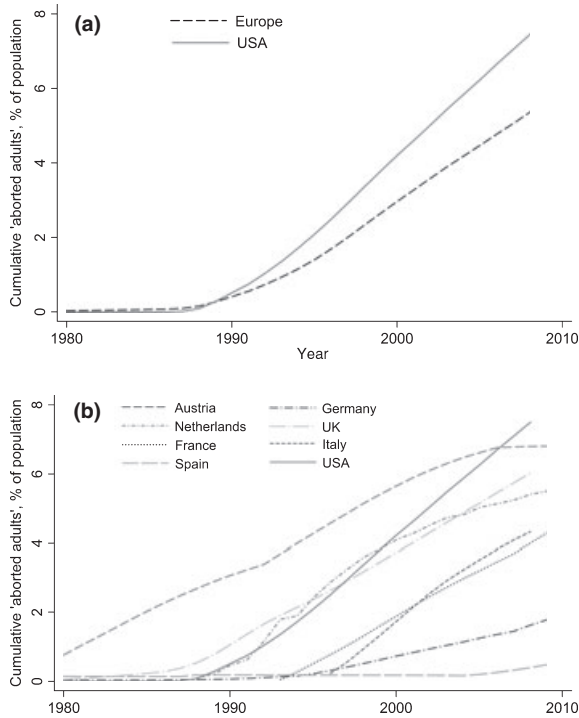 (a)
Europe
USA
Cumulative 'aborted adults', % of population
8
6
4
2
0
1980 1990 2000 2010
Year
(b)
Austria Germany
Netherlands UK
France Italy
Spain USA
Cumulative 'aborted adults', % of population
8
6
4
2
0
1980 1990 2000 2010